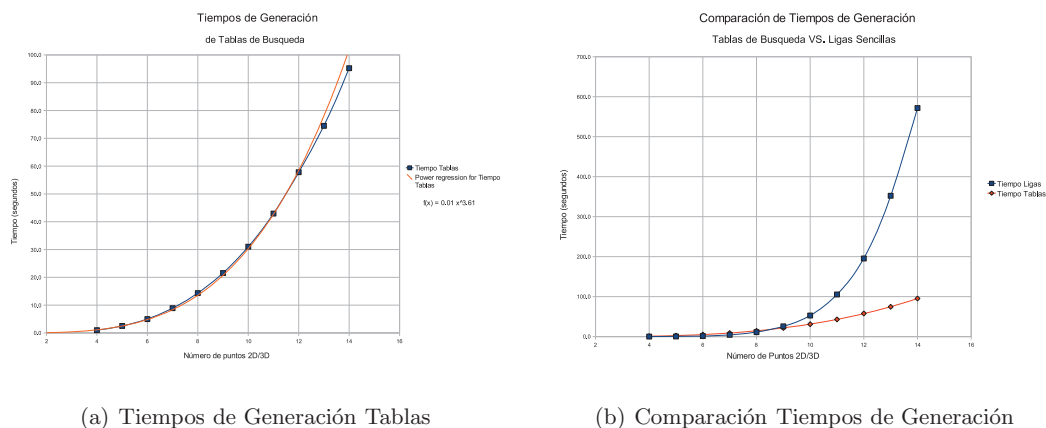 Tiempos de Generación
de Tablas de Busqueda
100,0
90,0
80,0
70,0
60,0
50,0
40,0
30,0
20,0
10,0
0,0
2 4 6 8 10 12 14 16
Tiempo (segundos)
Número de puntos 2D/3D
Tiempo Tablas
Power regression for Tiempo
Tablas
f(x) = 0.01 x^3.61
(a) Tiempos de Generación Tablas
Comparación de Tiempos de Generación
Tablas de Busqueda VS. Ligas Sencillas
700,0
600,0
500,0
400,0
300,0
200,0
100,0
0,0
2 4 6 8 10 12 14 16
Tiempo (segundos)
Número de Puntos 2D/3D
Tiempo Ligas
Tiempo Tablas
(b) Comparación Tiempos de Generación